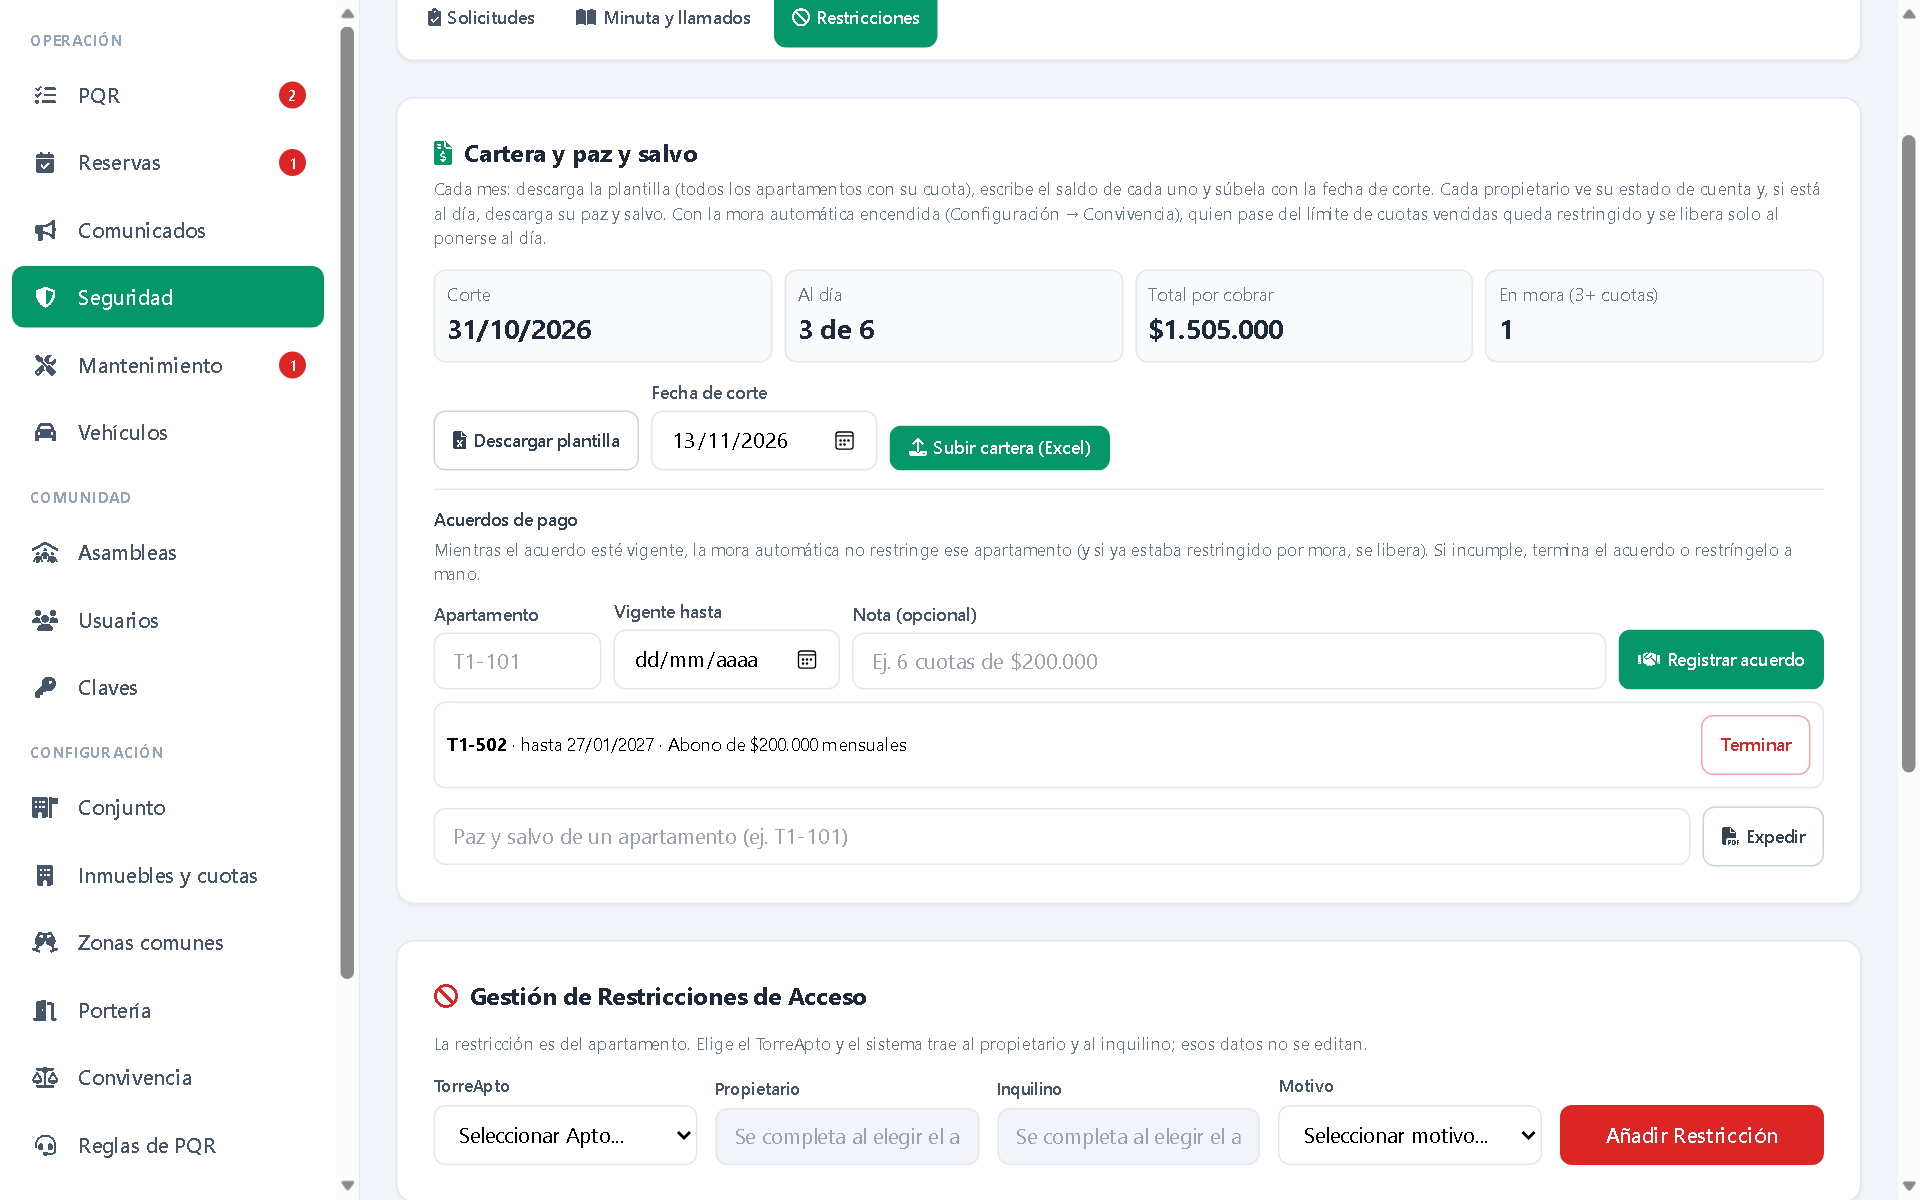 OPERACIÓN
PQR 2
Reservas 1
Comunicados
Seguridad
Mantenimiento 1
Vehículos
COMUNIDAD
Asambleas
Usuarios
Claves
CONFIGURACIÓN
Conjunto
Inmuebles y cuotas
Zonas comunes
Portería
Convivencia
Reglas de PQR
Solicitudes Minuta y llamados Restricciones
Cartera y paz y salvo
Cada mes: descarga la plantilla (todos los apartamentos con su cuota), escribe el saldo de cada uno y súbela con la fecha de corte. Cada propietario ve su estado de cuenta y, si está
al día, descarga su paz y salvo. Con la mora automática encendida (Configuración → Convivencia), quien pase del límite de cuotas vencidas queda restringido y se libera solo al
ponerse al día.
Corte
31/10/2026
Al día
3 de 6
Total por cobrar
$1.505.000
En mora (3+ cuotas)
1
Descargar plantilla
Fecha de corte
13/11/2026
Subir cartera (Excel)
Acuerdos de pago
Mientras el acuerdo esté vigente, la mora automática no restringe ese apartamento (y si ya estaba restringido por mora, se libera). Si incumple, termina el acuerdo o restríngelo a
mano.
Apartamento
T1-101
Vigente hasta
dd/mm/aaaa
Nota (opcional)
Ej. 6 cuotas de $200.000
Registrar acuerdo
T1-502 · hasta 27/01/2027 · Abono de $200.000 mensuales
Terminar
Paz y salvo de un apartamento (ej. T1-101)
Expedir
Gestión de Restricciones de Acceso
La restricción es del apartamento. Elige el TorreApto y el sistema trae al propietario y al inquilino; esos datos no se editan.
TorreApto
Seleccionar Apto...
Propietario
Se completa al elegir el a
Inquilino
Se completa al elegir el a
Motivo
Seleccionar motivo...
Añadir Restricción